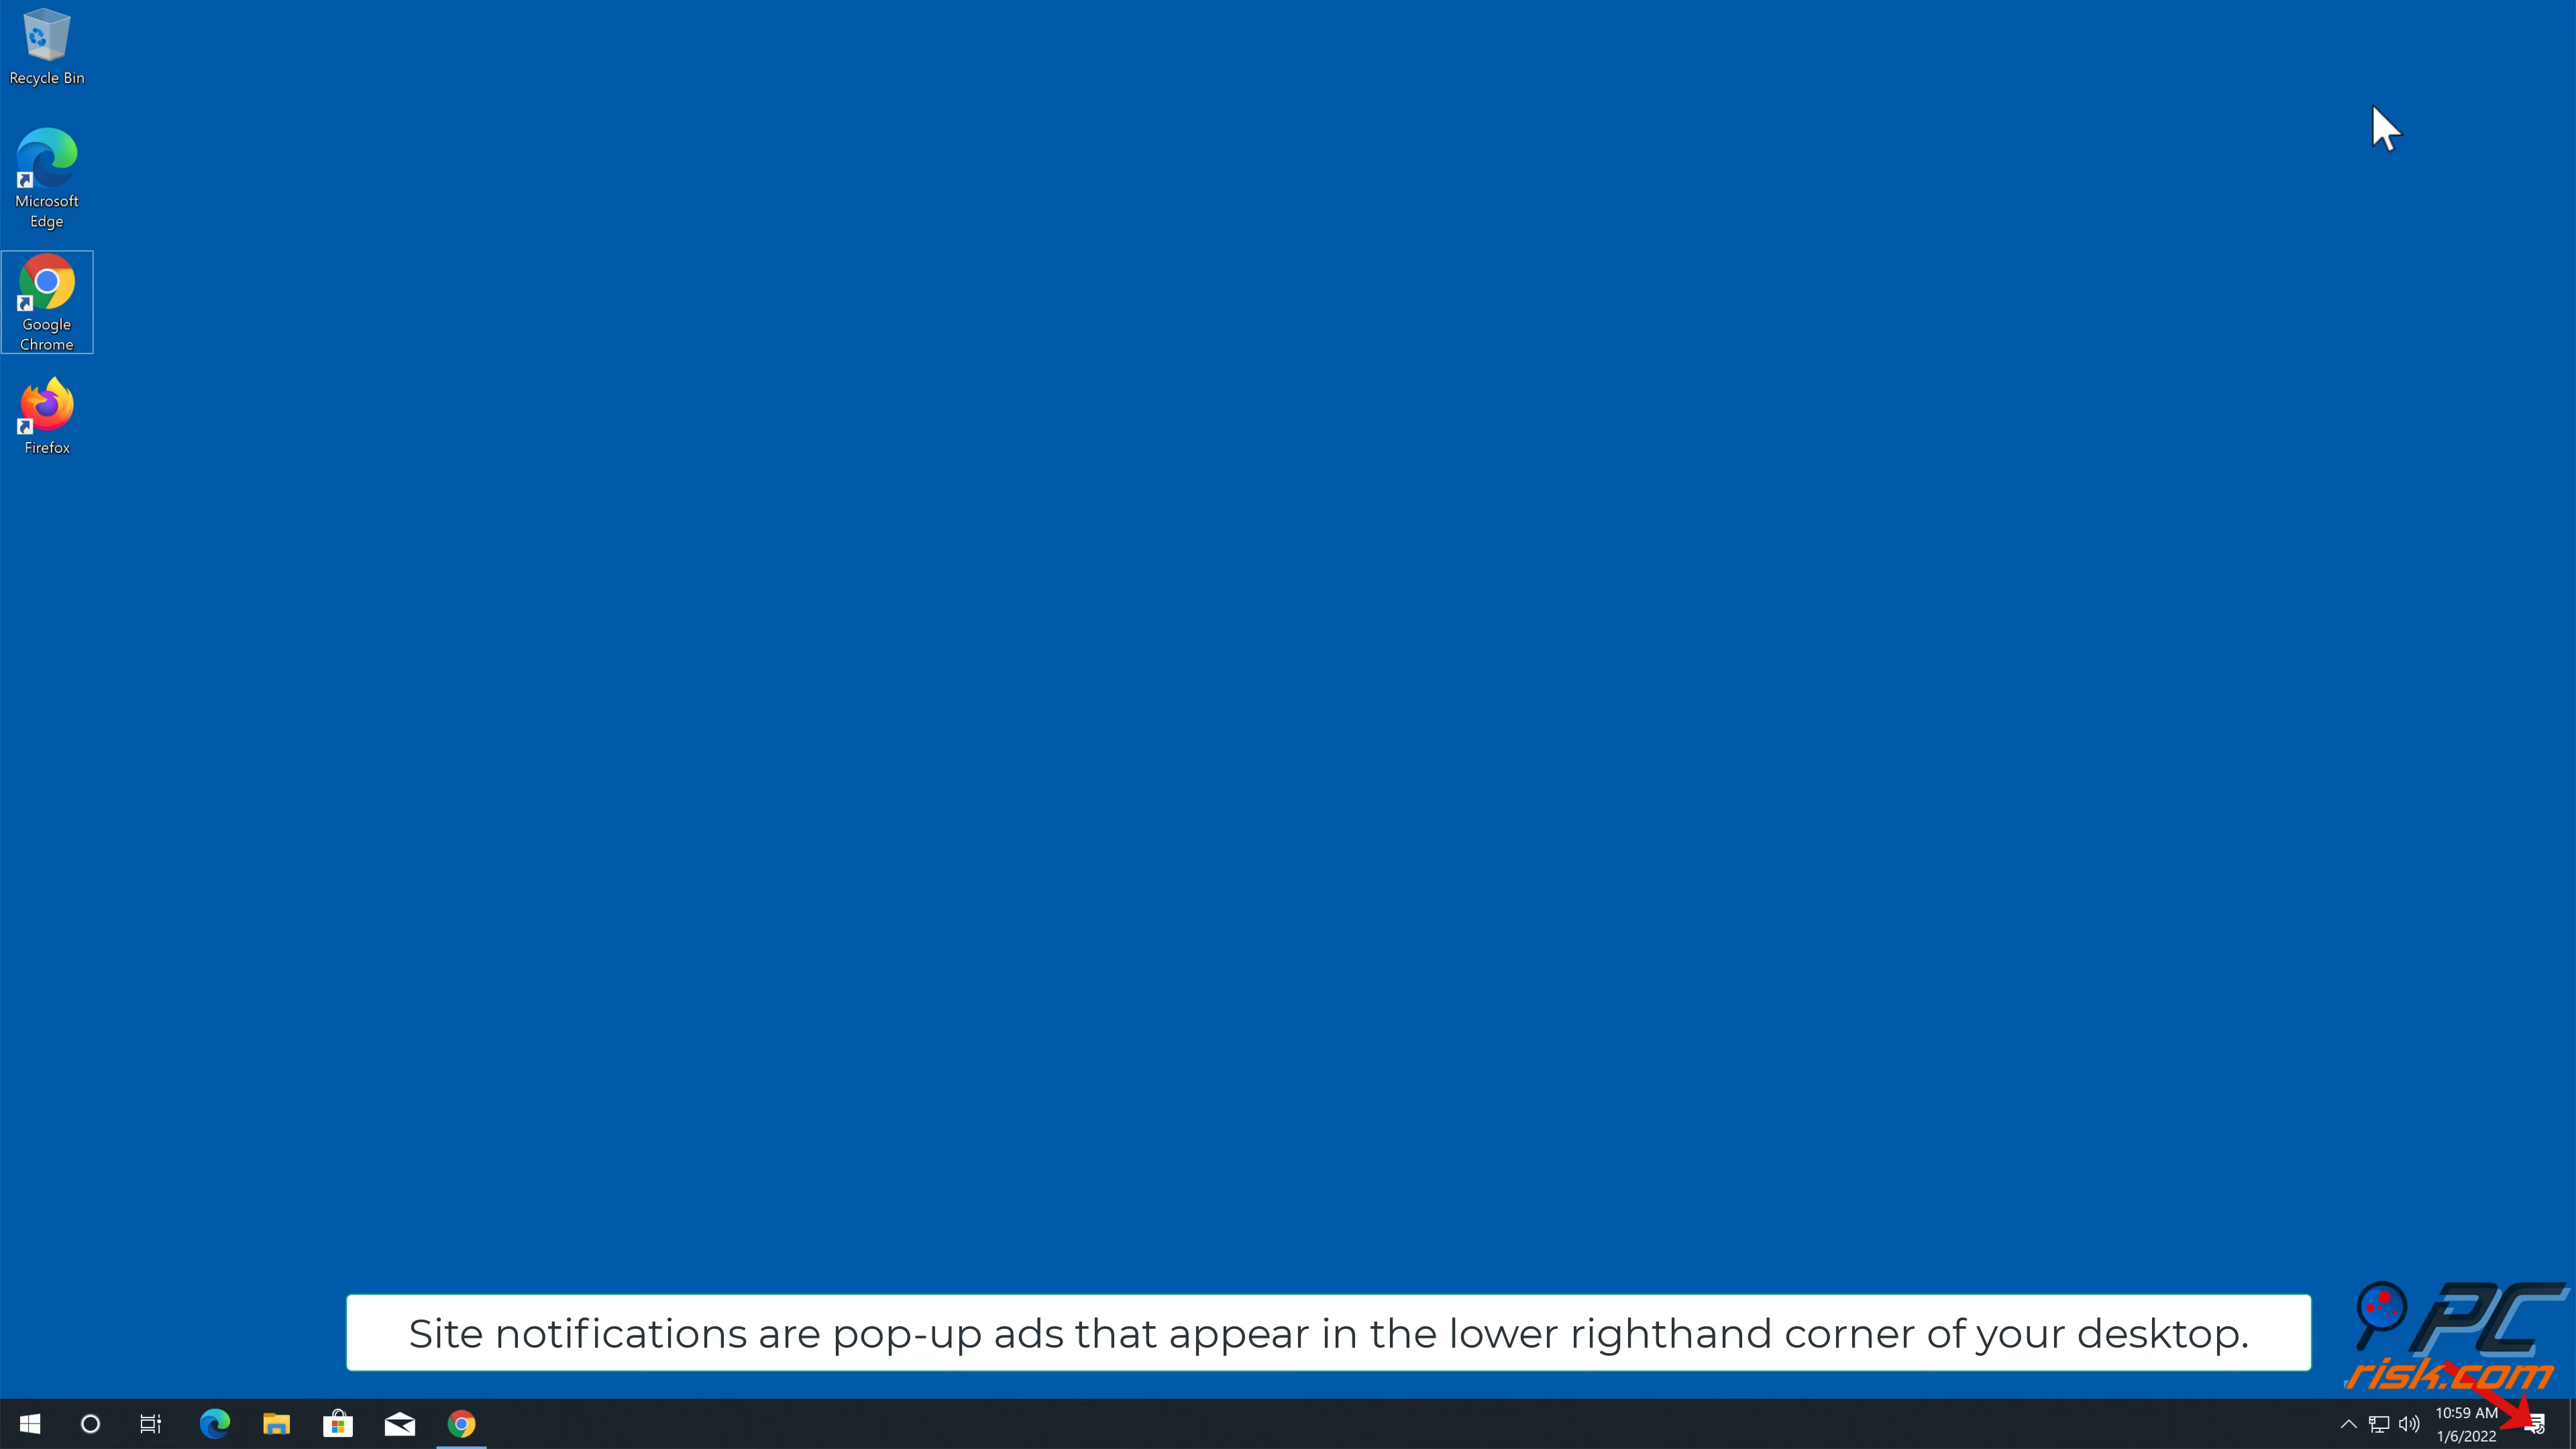 Recycle Bin
Microsoft
Edge
Google
Chrome
Firefox
Site notifications are pop-up ads that appear in the lower righthand corner of your desktop.
PC
risk.com
10:59 AM
1/6/2022